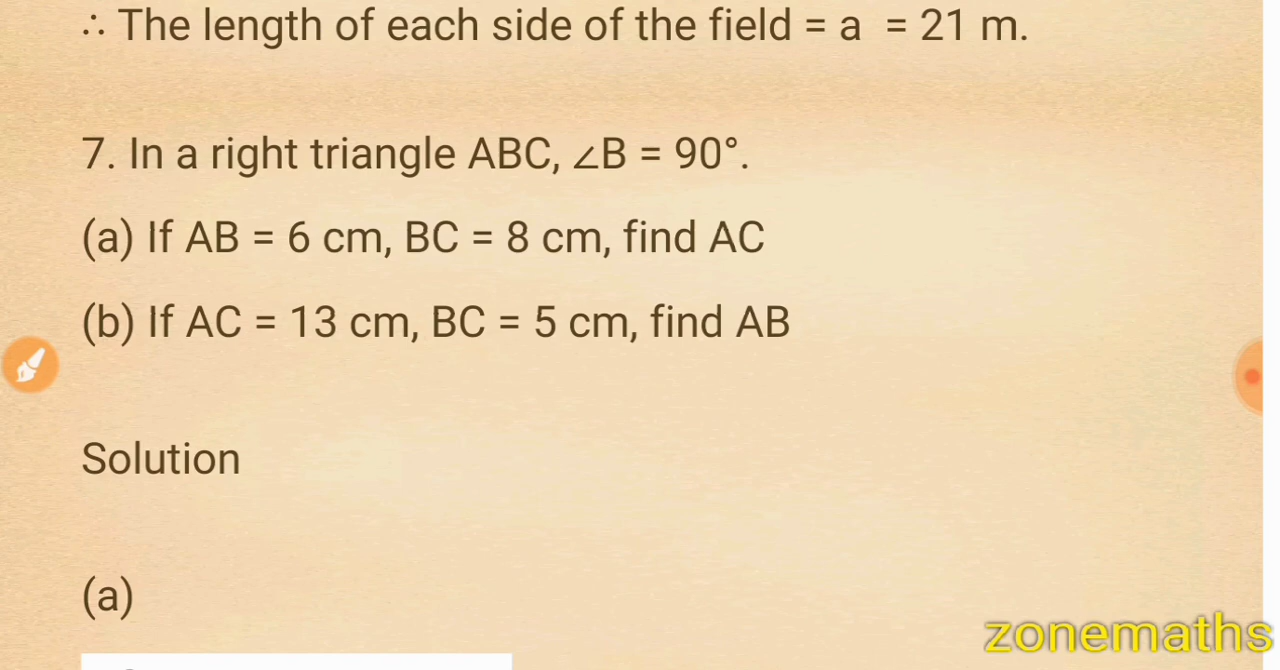 ∴ The length of each side of the field = a = 21 m.
7. In a right triangle ABC, ∠B = 90°.
(a) If AB = 6 cm, BC = 8 cm, find AC
(b) If AC = 13 cm, BC = 5 cm, find AB
Solution
(a)
zonemaths